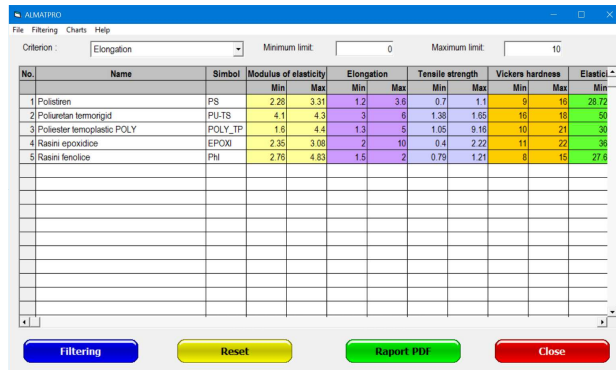 ALMATPRO
File Filtering Charts Help
Criterion : Elongation Minimum limit: 0 Maximum limit: 10
No. Name Simbol Modulus of elasticity Elongation Tensile strength Vickers hardness Elastici
Min Max Min Max Min Max Min Max Min
1 Polistiren PS 2.28 3.31 1.2 3.6 0.7 1.1 9 16 28.72
2 Poliuretan termorigid PU-TS 4.1 4.3 3 6 1.38 1.65 16 18 50
3 Poliester temoplastic POLY POLY_TP 1.6 4.4 1.3 5 1.05 9.16 10 21 30
4 Rasini epoxidice EPOXI 2.35 3.08 2 10 0.4 2.22 11 22 36
5 Rasini fenolice PhI 2.76 4.83 1.5 2 0.79 1.21 8 15 27.6
Filtering Reset Raport PDF Close